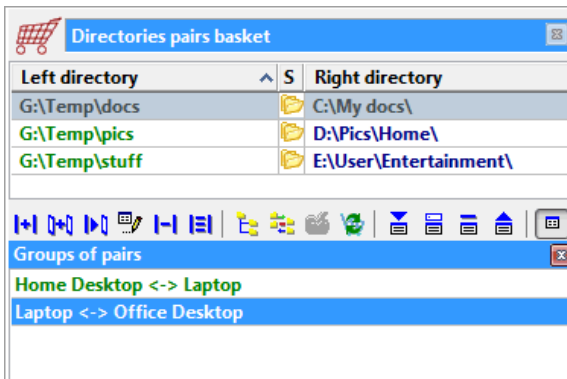 Directories pairs basket
Left directory S Right directory
G:\Temp\docs C:\My docs\
G:\Temp\pics D:\Pics\Home\
G:\Temp\stuff E:\User\Entertainment\
Groups of pairs
Home Desktop <-> Laptop
Laptop <-> Office Desktop